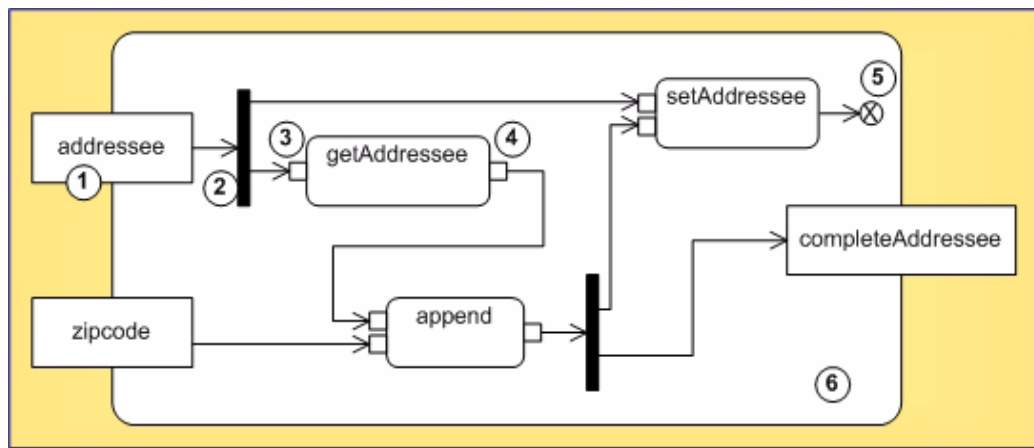 5
setAddressee
3
4
addressee
getAddressee
1
2
completeAddressee
zipcode
append
6
X